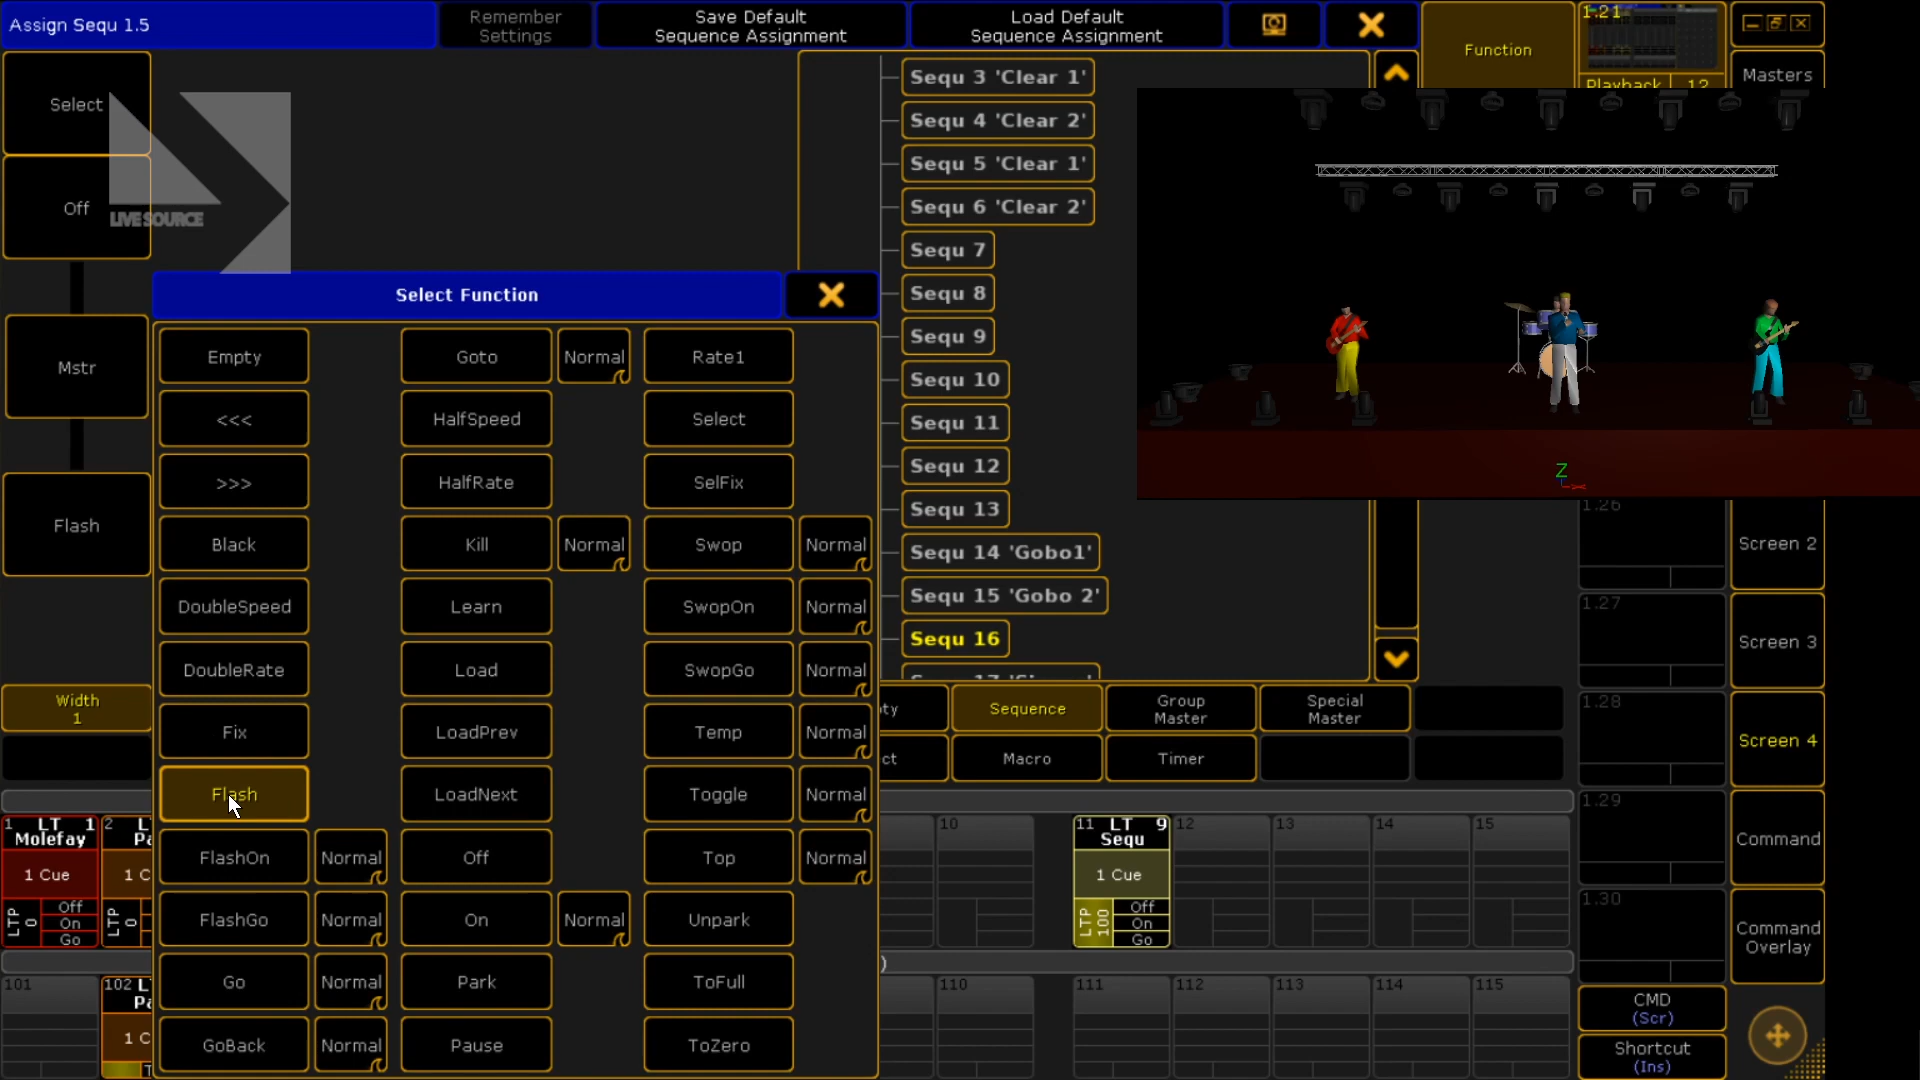 Assign Sequ 1.5
Remember
Settings
Save Default
Sequence Assignment
Load Default
Sequence Assignment
Function
1.21
Playback
12
Masters
Select
Off
LIVE SOURCE
Mstr
Flash
Width
1
Sequ 3 'Clear 1'
Sequ 4 'Clear 2'
Sequ 5 'Clear 1'
Sequ 6 'Clear 2'
Sequ 7
Sequ 8
Sequ 9
Sequ 10
Sequ 11
Sequ 12
Sequ 13
Sequ 14 'Gobo1'
Sequ 15 'Gobo 2'
Sequ 16
Z
Select Function
Empty
Goto
Normal
Rate1
<<<
HalfSpeed
Select
>>>
HalfRate
SelFix
Black
Kill
Normal
Swop
Normal
DoubleSpeed
Learn
SwopOn
Normal
DoubleRate
Load
SwopGo
Normal
Fix
LoadPrev
Temp
Normal
Flash
LoadNext
Toggle
Normal
FlashOn
Normal
Off
Top
Normal
FlashGo
Normal
On
Normal
Unpark
Go
Normal
Park
ToFull
GoBack
Normal
Pause
ToZero
Sequence
Group
Master
Special
Master
Macro
Timer
1.26
1.27
1.28
1.29
1.30
Screen 2
Screen 3
Screen 4
Command
Command
Overlay
CMD
(Scr)
Shortcut
(Ins)
1 LT 1
Molefay
1 Cue
LTP
0
Off
On
Go
2
10
11 LT 9
Sequ
1 Cue
LTP
100
Off
On
Go
12
13
14
15
101
102
110
111
112
113
114
115